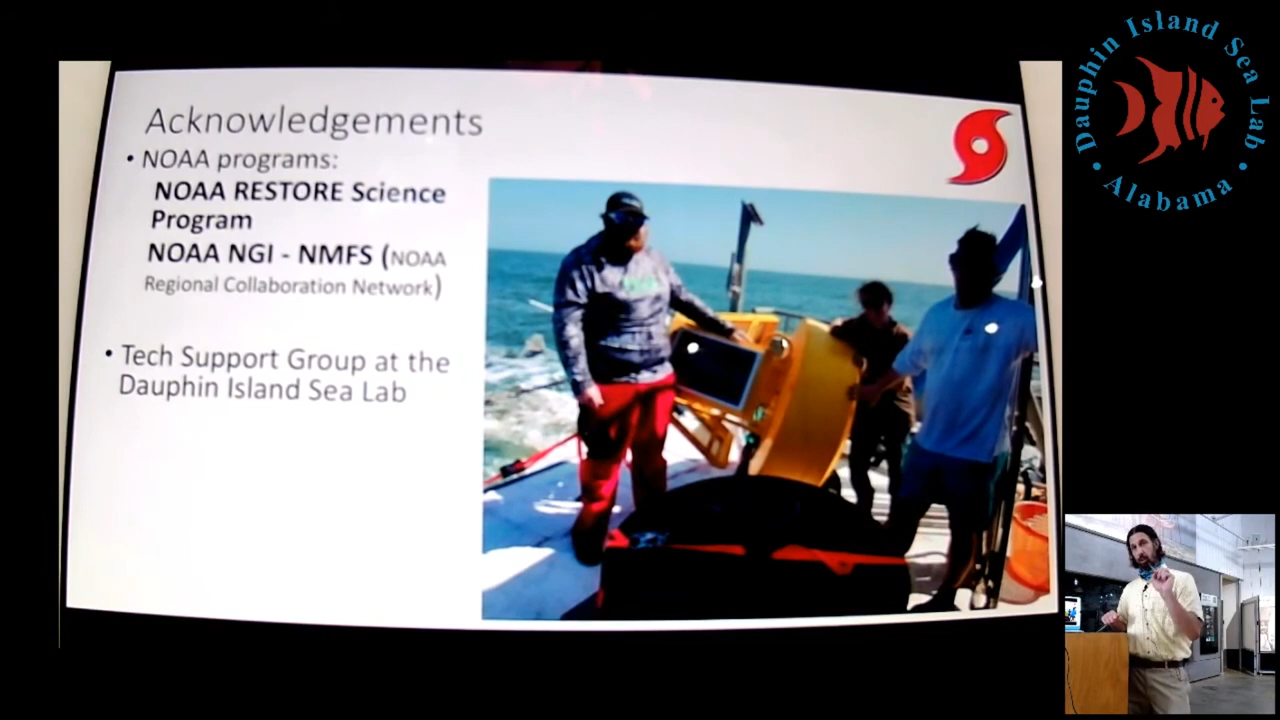 Acknowledgements
• NOAA programs:
NOAA RESTORE Science
Program
NOAA NGI - NMFS (NOAA
Regional Collaboration Network)
• Tech Support Group at the
Dauphin Island Sea Lab
Dauphin Island Sea Lab
• Alabama •